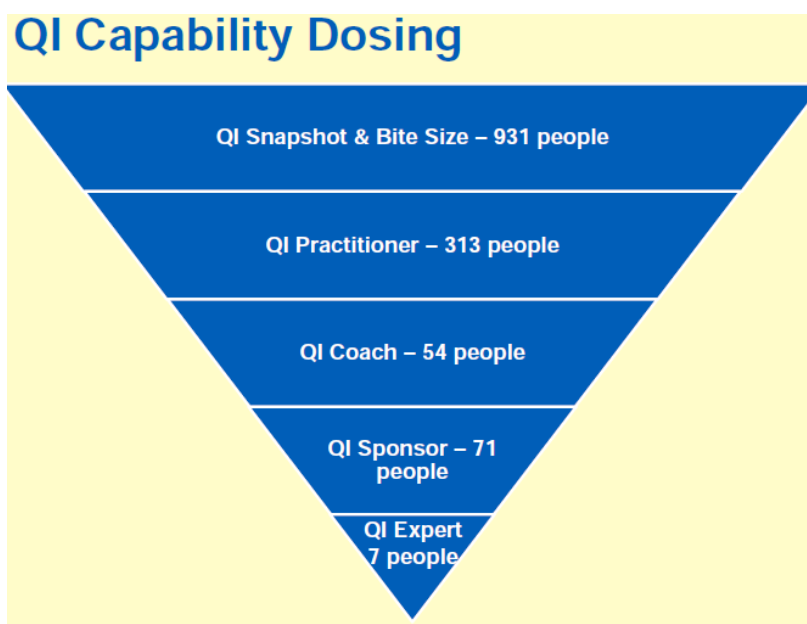 QI Capability Dosing
QI Snapshot & Bite Size – 931 people
QI Practitioner – 313 people
QI Coach – 54 people
QI Sponsor – 71
people
QI Expert
7 people